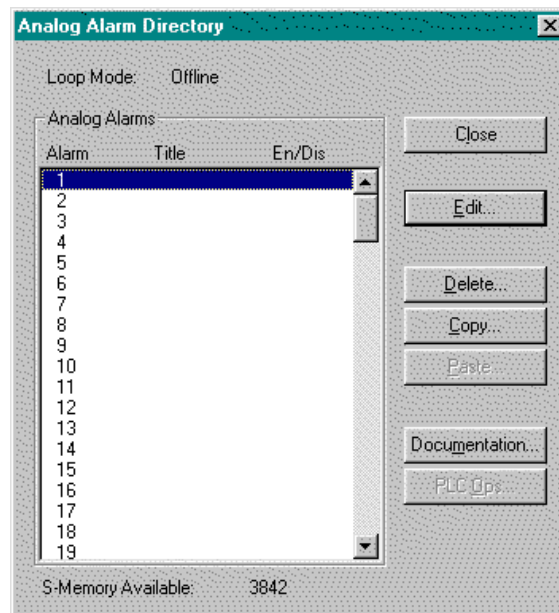 Analog Alarm Directory
Loop Mode: Offline
Analog Alarms
Alarm Title En/Dis
1
2
3
4
5
6
7
8
9
10
11
12
13
14
15
16
17
18
19
S-Memory Available: 3842
Close
Edit...
Delete...
Copy...
Paste...
Documentation...
PLC Ops...